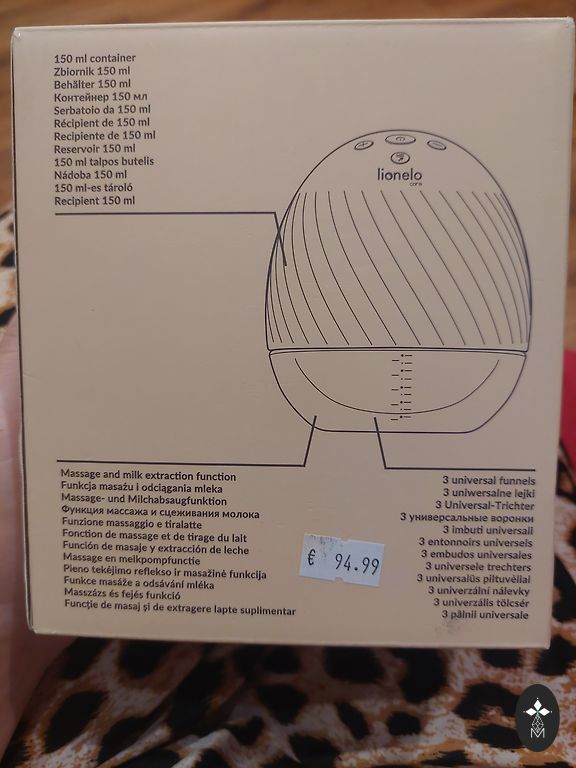 150 ml container
Zbiornik 150 ml
Behälter 150 ml
Контейнер 150 мл
Serbatoio da 150 ml
Récipient de 150 ml
Recipiente de 150 ml
Reservoir 150 ml
150 ml talpos butelis
Nádoba 150 ml
150 ml-es tároló
Recipient 150 ml
lionelo
care
Massage and milk extraction function
Funkcja masażu i odciągania mleka
Massage- und Milchabsaugfunktion
Функция массажа и сцеживания молока
Funzione massaggio e tiralatte
Fonction de massage et de tirage du lait
Función de masaje y extracción de leche
Massage en melkpompfunctie
Pieno tekėjimo reflekso ir masažinė funkcija
Funkce masáže a odsávání mléka
Masszázs és fejés funkció
Funcție de masaj și de extragere lapte suplimentar
3 universal funnels
3 uniwersalne lejki
3 Universal-Trichter
3 универсальные воронки
3 imbuti universali
3 entonnoirs universels
3 embudos universales
3 universele trechters
3 universalūs piltuvėliai
3 univerzální nálevky
3 univerzális tölcsér
3 pâlnii universale
€ 94.99
M